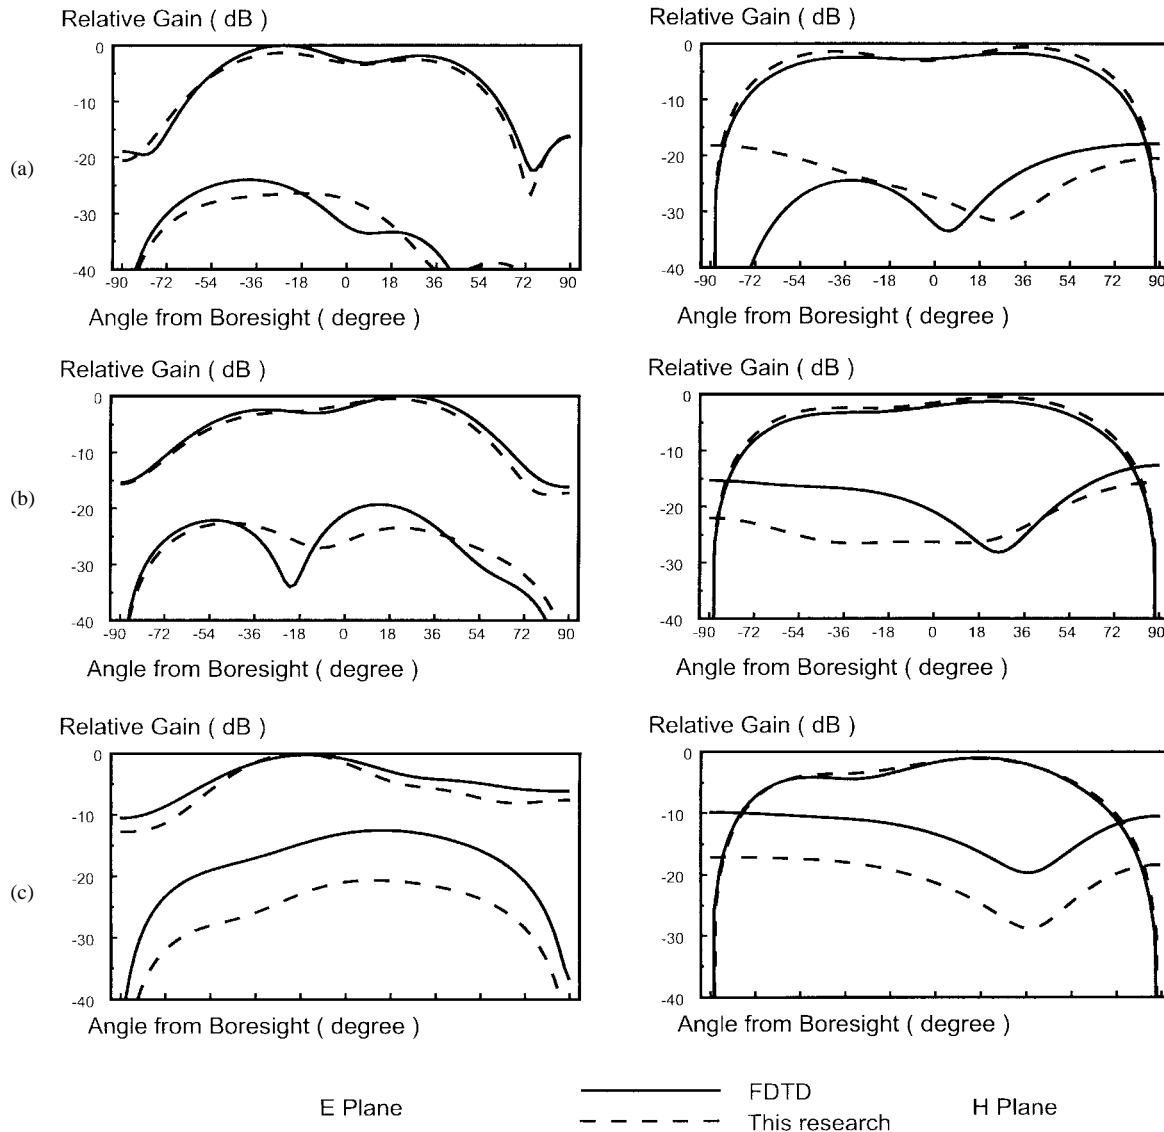 Relative Gain ( dB )
Relative Gain ( dB )
(a)
0
-10
-20
-30
-40
-90 -72 -54 -36 -18 0 18 36 54 72 90
Angle from Boresight ( degree )
0
-10
-20
-30
-40
-90 -72 -54 -36 -18 0 18 36 54 72 90
Angle from Boresight ( degree )
Relative Gain ( dB )
Relative Gain ( dB )
(b)
0
-10
-20
-30
-40
-90 -72 -54 -36 -18 0 18 36 54 72 90
Angle from Boresight ( degree )
0
-10
-20
-30
-40
-90 -72 -54 -36 -18 0 18 36 54 72 90
Angle from Boresight ( degree )
Relative Gain ( dB )
Relative Gain ( dB )
(c)
0
-10
-20
-30
-40
Angle from Boresight ( degree )
0
-10
-20
-30
-40
Angle from Boresight ( degree )
E Plane
FDTD
This research
H Plane